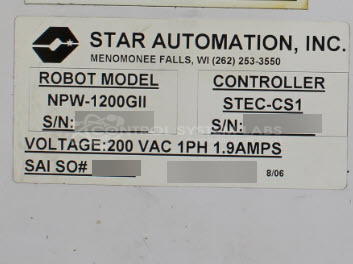 STAR AUTOMATION, INC.
MENOMONEE FALLS, WI (262) 253-3550
ROBOT MODEL CONTROLLER
NPW-1200GII STEC-CS1
S/N: S/N:
VOLTAGE:200 VAC 1PH 1.9AMPS
SAI SO# 8/06